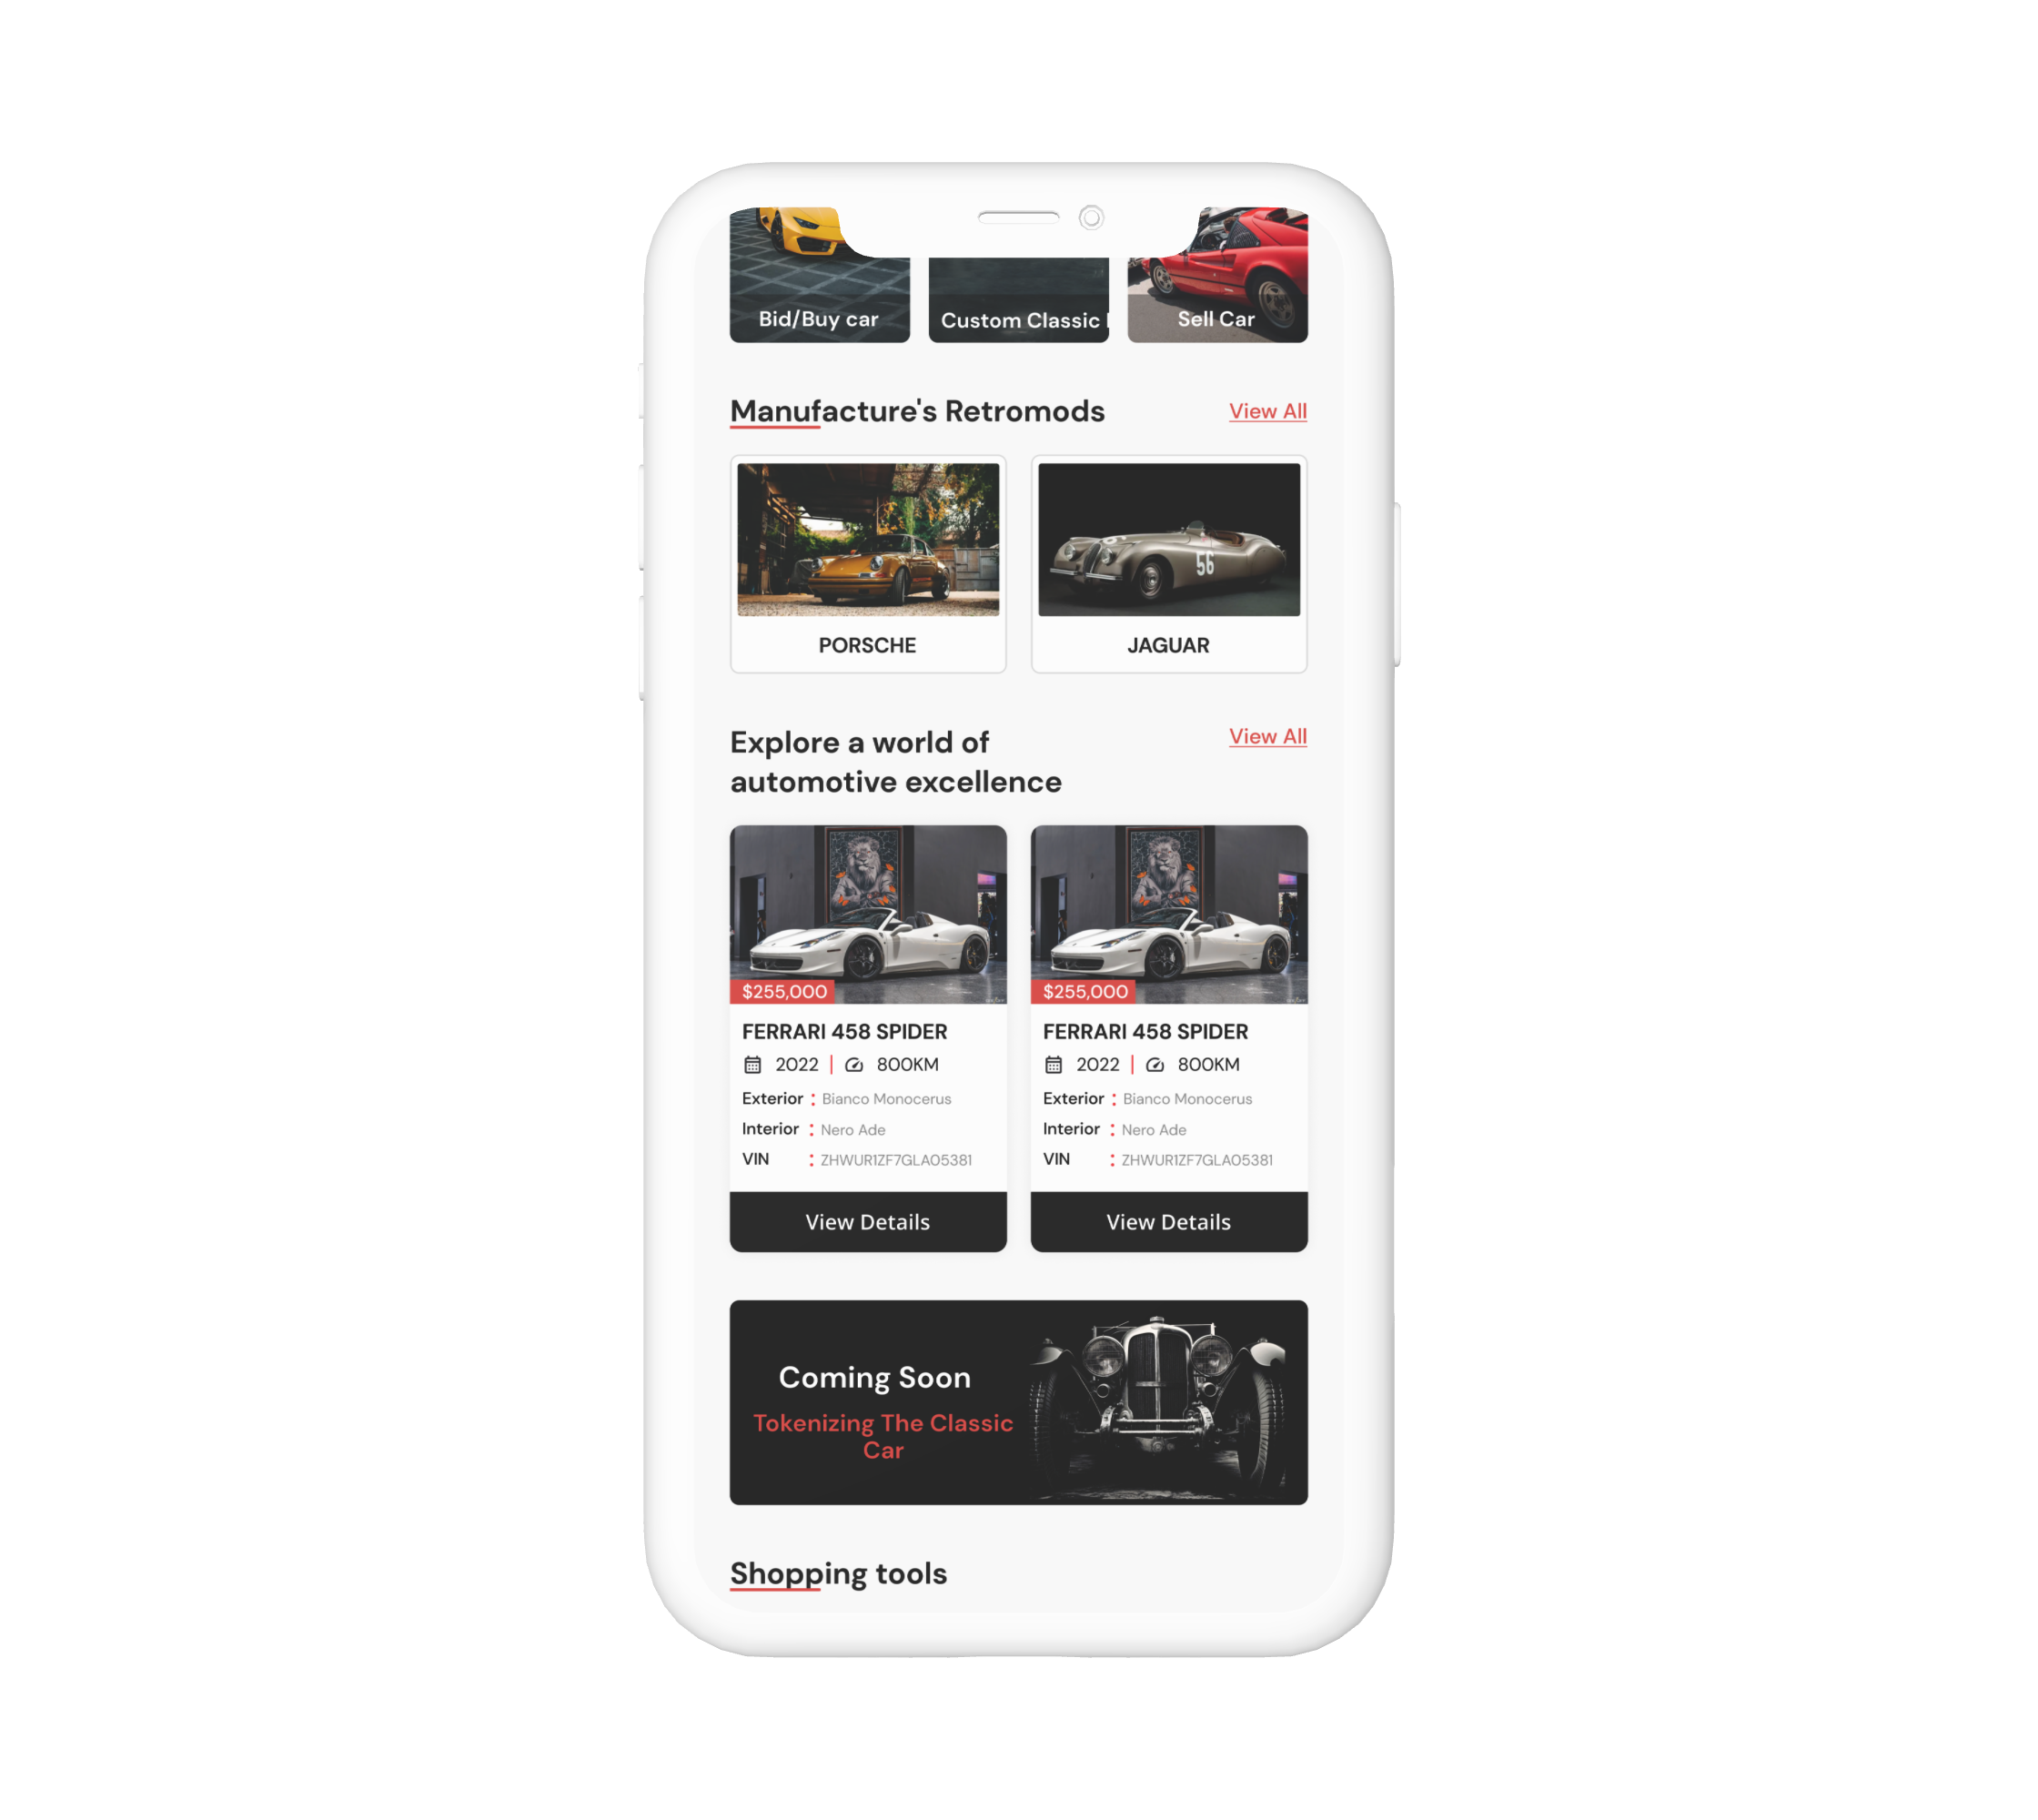 Bid/Buy car
Custom Classic
Sell Car
Manufacture's Retromods
View All
56
PORSCHE
JAGUAR
Explore a world of
automotive excellence
View All
$255,000
FERRARI 458 SPIDER
2022 | 800KM
Exterior : Bianco Monocerus
Interior : Nero Ade
VIN : ZHWUR1ZF7GLA05381
View Details
$255,000
FERRARI 458 SPIDER
2022 | 800KM
Exterior : Bianco Monocerus
Interior : Nero Ade
VIN : ZHWUR1ZF7GLA05381
View Details
Coming Soon
Tokenizing The Classic
Car
Shopping tools